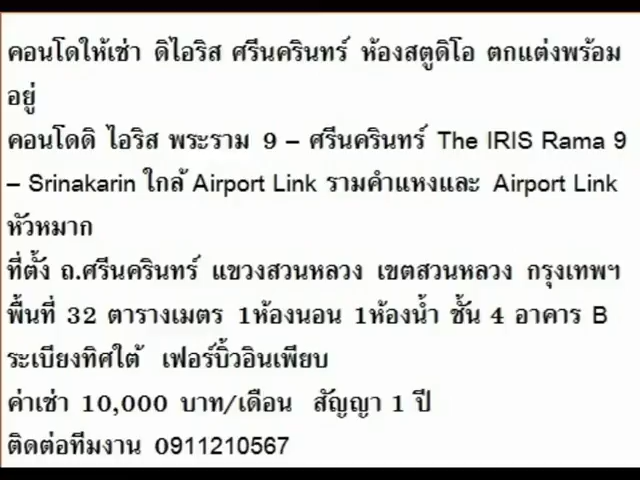 คอนโดให้เช่า ดิไอริส ศรีนครินทร์ ห้องสตูดิโอ ตกแต่งพร้อม
อยู่
คอนโดดิ ไอริส พระราม 9 – ศรีนครินทร์ The IRIS Rama 9
– Srinakarin ใกล้ Airport Link รามคำแหงและ Airport Link
หัวหมาก
ที่ตั้ง ถ.ศรีนครินทร์ แขวงสวนหลวง เขตสวนหลวง กรุงเทพฯ
พื้นที่ 32 ตารางเมตร 1ห้องนอน 1ห้องน้ำ ชั้น 4 อาคาร B
ระเบียงทิศใต้ เฟอร์บิ้วอินเพียบ
ค่าเช่า 10,000 บาท/เดือน สัญญา 1 ปี
ติดต่อทีมงาน 0911210567